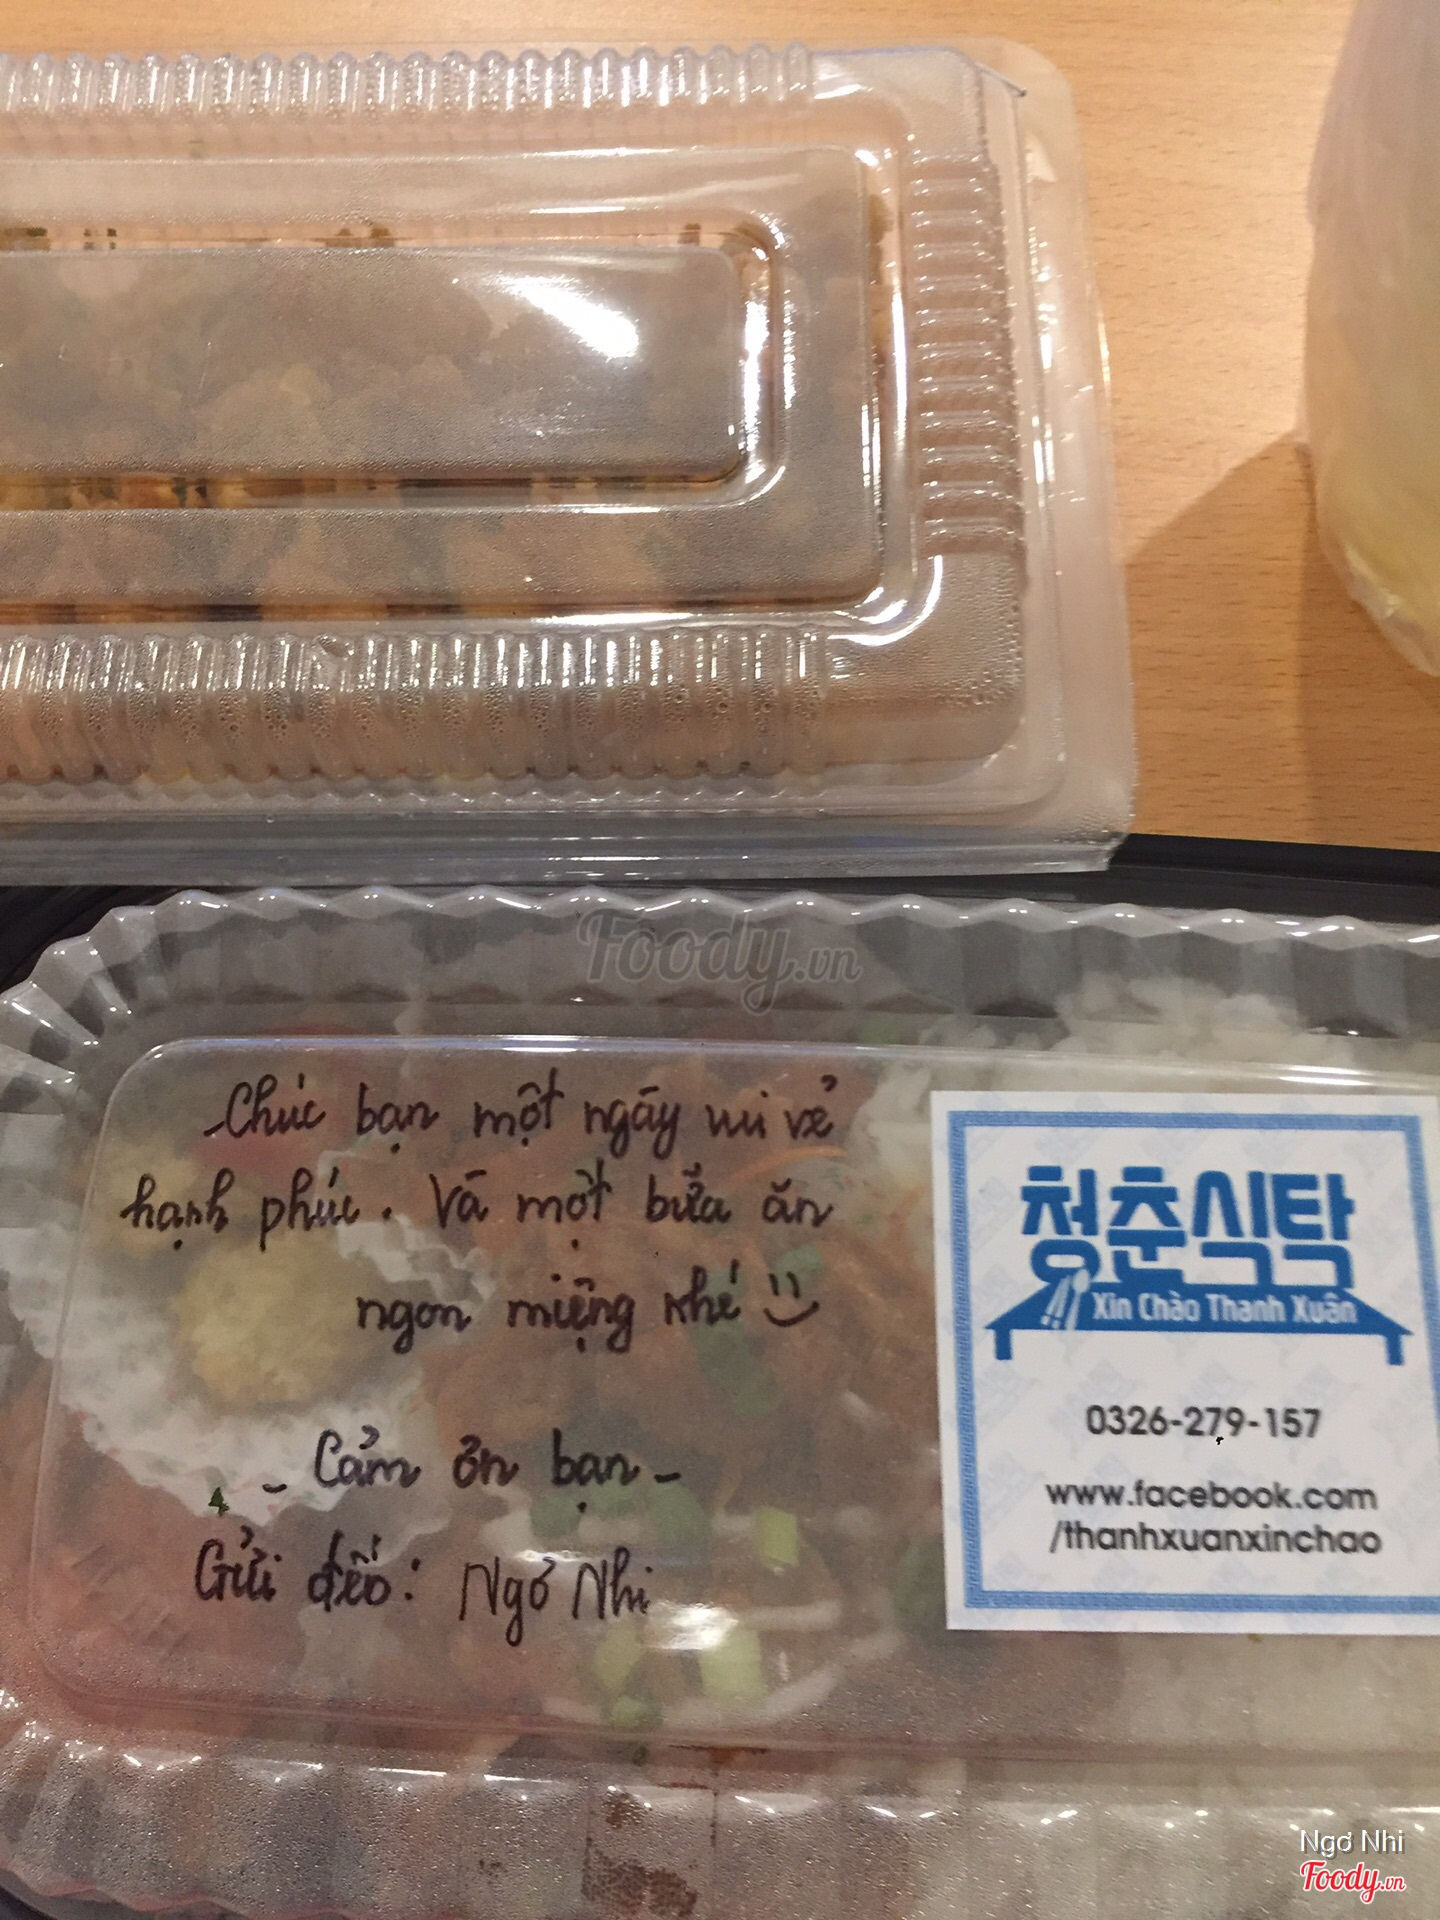 Foody.vn
-Chúc bạn một ngày vui vẻ
hạnh phúc. Và một bữa ăn
ngon miệng nhé =)
- Cảm ơn bạn -
Gửi đến: Ngơ Nhi
청춘식탁
Xin Chào Thanh Xuân
0326-279-157
www.facebook.com
/thanhxuanxinchao
Ngơ Nhi
Foody.vn